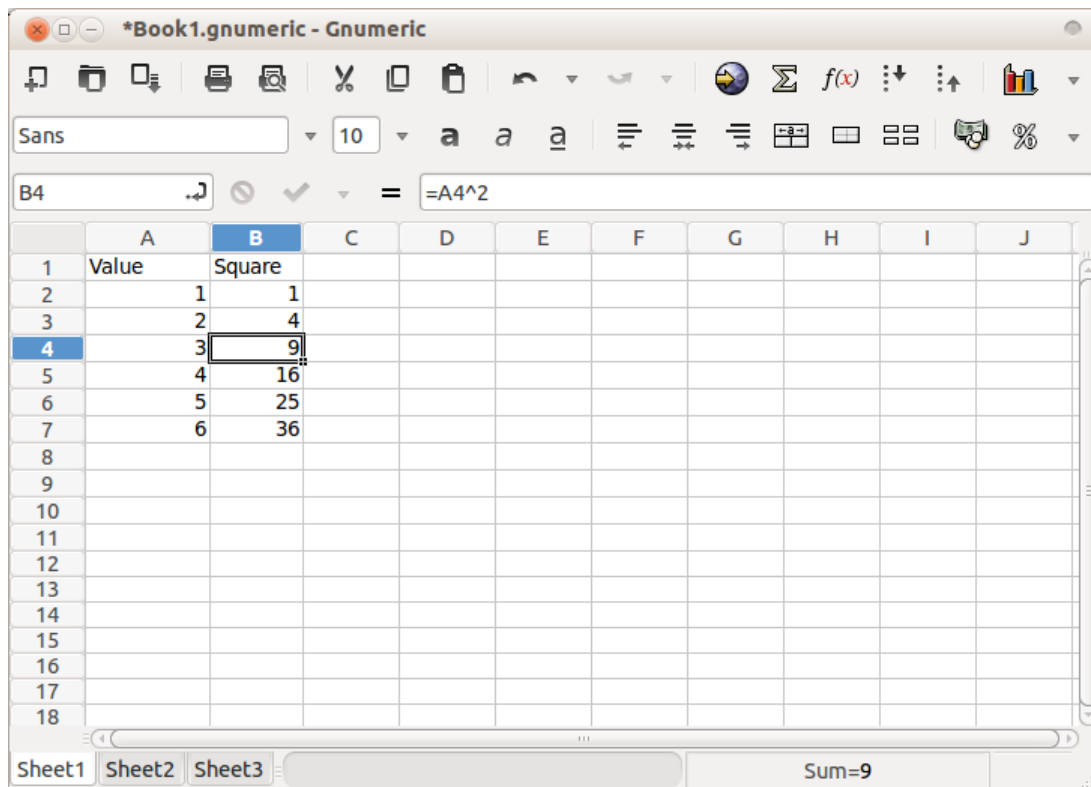 *Book1.gnumeric - Gnumeric
f(x)
Sans 10 a a a ←a→ %
B4 = =A4^2
A B C D E F G H I J
1 Value Square
2 1 1
3 2 4
4 3 9
5 4 16
6 5 25
7 6 36
8
9
10
11
12
13
14
15
16
17
18
Sheet1 Sheet2 Sheet3 Sum=9